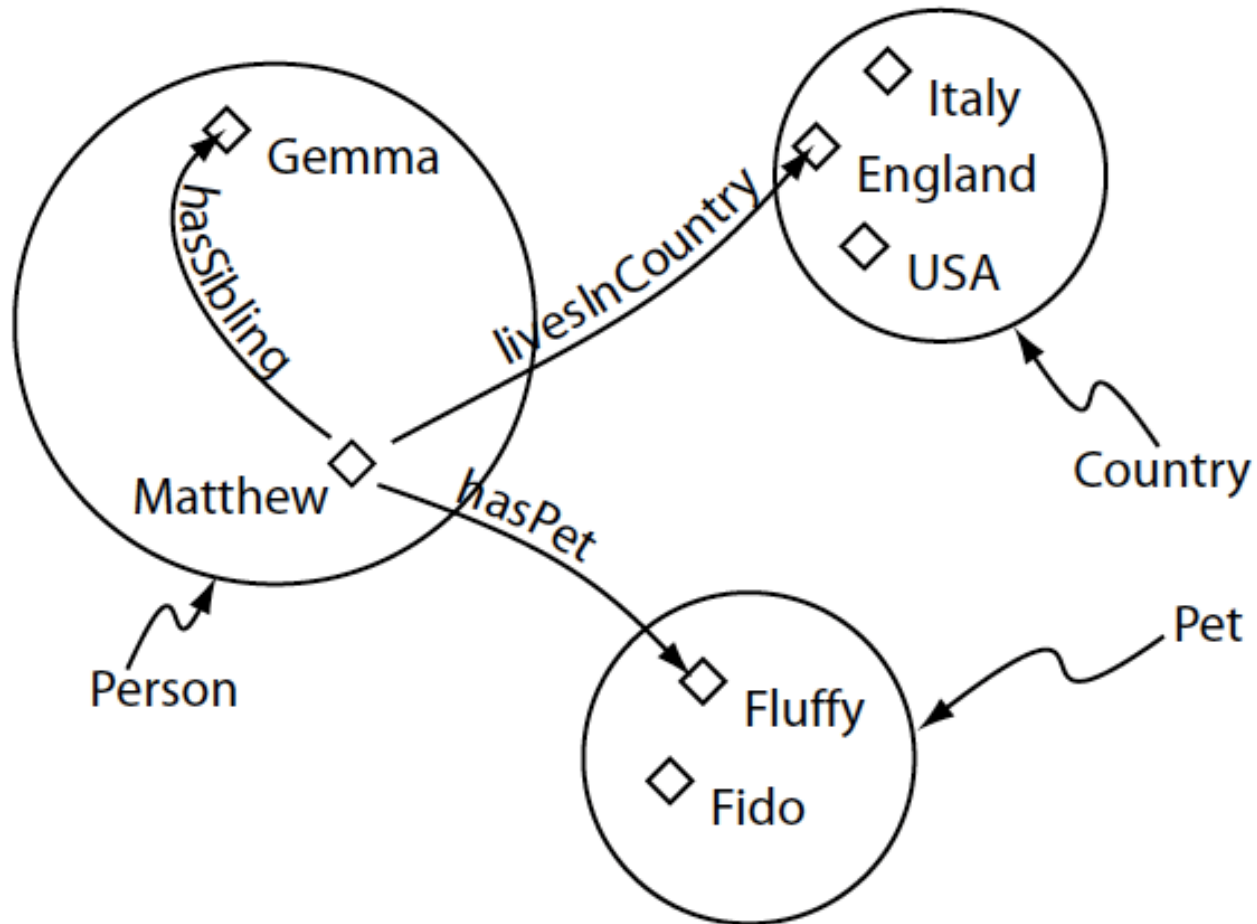 Italy
Gemma
England
hasSibling
livesInCountry
USA
Country
Matthew
hasPet
Pet
Person
Fluffy
Fido